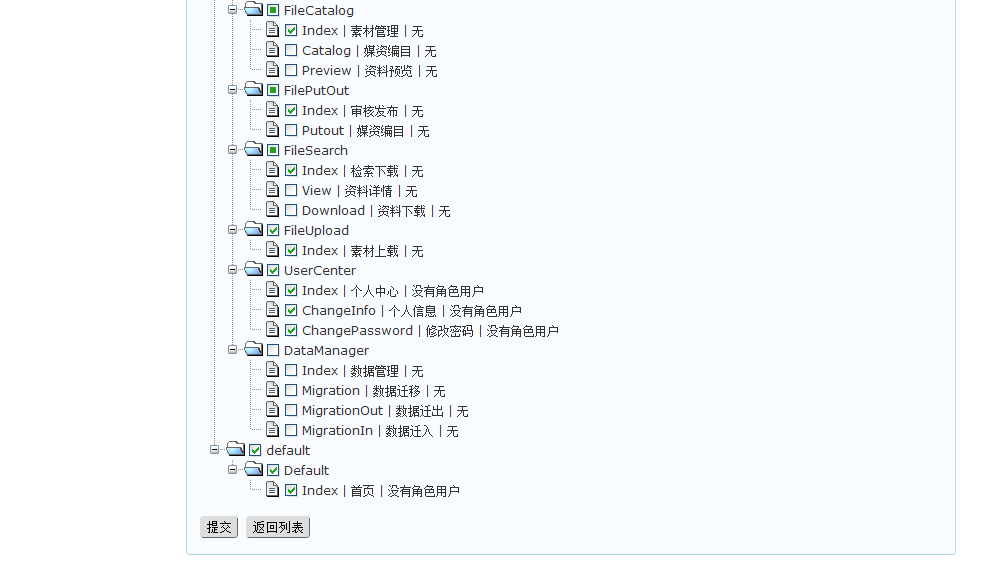 FileCatalog
Index | 素材管理 | 无
Catalog | 媒资编目 | 无
Preview | 资料预览 | 无
FilePutOut
Index | 审核发布 | 无
Putout | 媒资编目 | 无
FileSearch
Index | 检索下载 | 无
View | 资料详情 | 无
Download | 资料下载 | 无
FileUpload
Index | 素材上载 | 无
UserCenter
Index | 个人中心 | 没有角色用户
ChangeInfo | 个人信息 | 没有角色用户
ChangePassword | 修改密码 | 没有角色用户
DataManager
Index | 数据管理 | 无
Migration | 数据迁移 | 无
MigrationOut | 数据迁出 | 无
MigrationIn | 数据迁入 | 无
default
Default
Index | 首页 | 没有角色用户
提交 返回列表